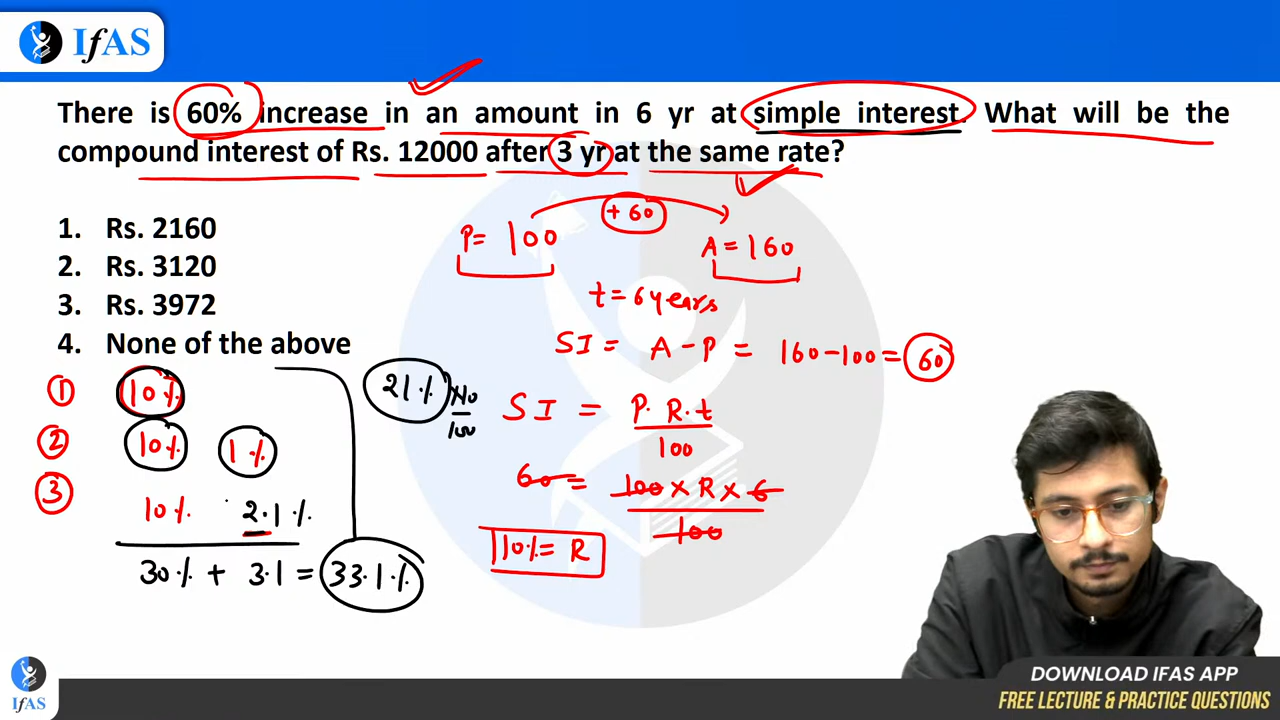 IfAS
There is 60% increase in an amount in 6 yr at simple interest. What will be the
compound interest of Rs. 12000 after 3 yr at the same rate?
1. Rs. 2160
2. Rs. 3120
3. Rs. 3972
4. None of the above
+60
P= 100
A = 160
t = 6 years
SI = A - P = 160-100 = 60
SI = P. R. t
100
60 = 100 × R × 6
100
10% = R
① 10%
② 10% 1%
③ 10% 2.1%
30% + 3.1 = 33.1%
21%
100
IfAS
DOWNLOAD IFAS APP
FREE LECTURE & PRACTICE QUESTIONS